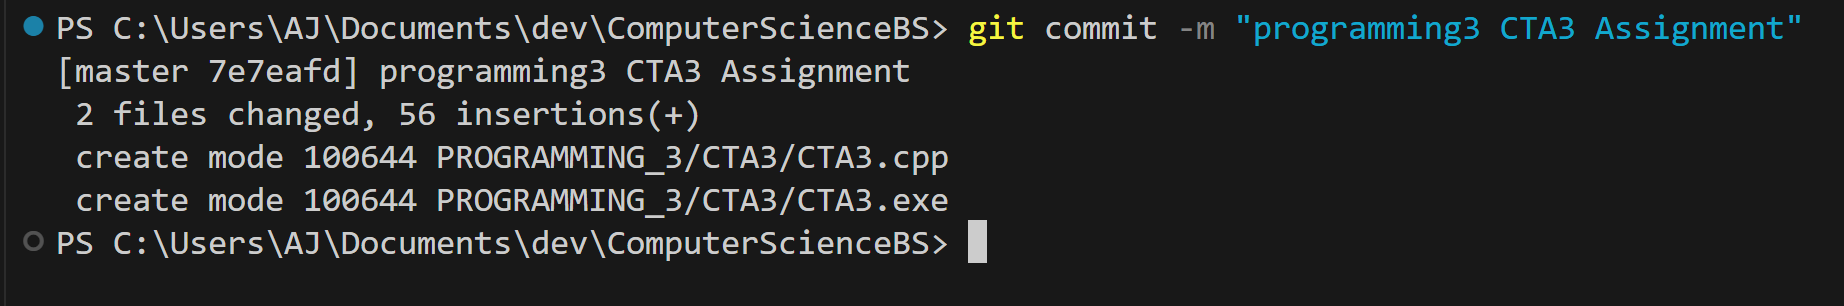 PS C:\Users\AJ\Documents\dev\ComputerScienceBS> git commit -m "programming3 CTA3 Assignment"
[master 7e7eafd] programming3 CTA3 Assignment
 2 files changed, 56 insertions(+)
 create mode 100644 PROGRAMMING_3/CTA3/CTA3.cpp
 create mode 100644 PROGRAMMING_3/CTA3/CTA3.exe
PS C:\Users\AJ\Documents\dev\ComputerScienceBS>